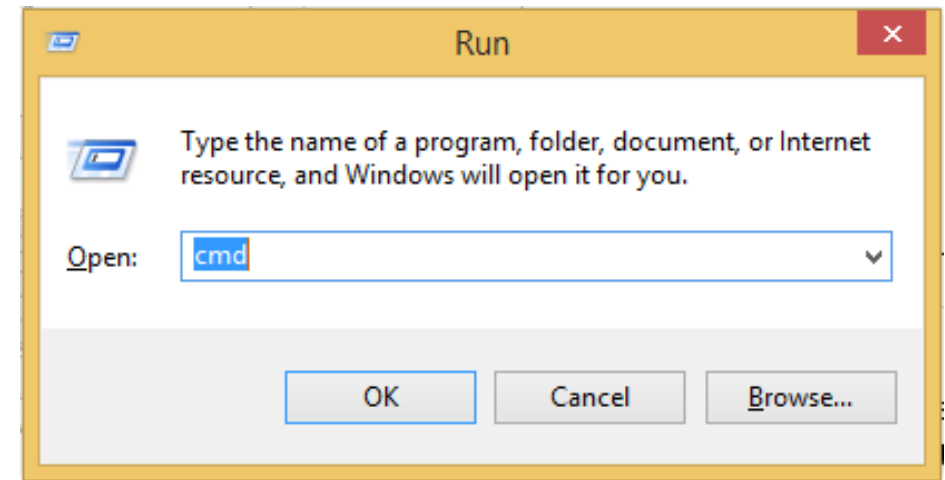 Run
Type the name of a program, folder, document, or Internet
resource, and Windows will open it for you.
Open: cmd
OK Cancel Browse...